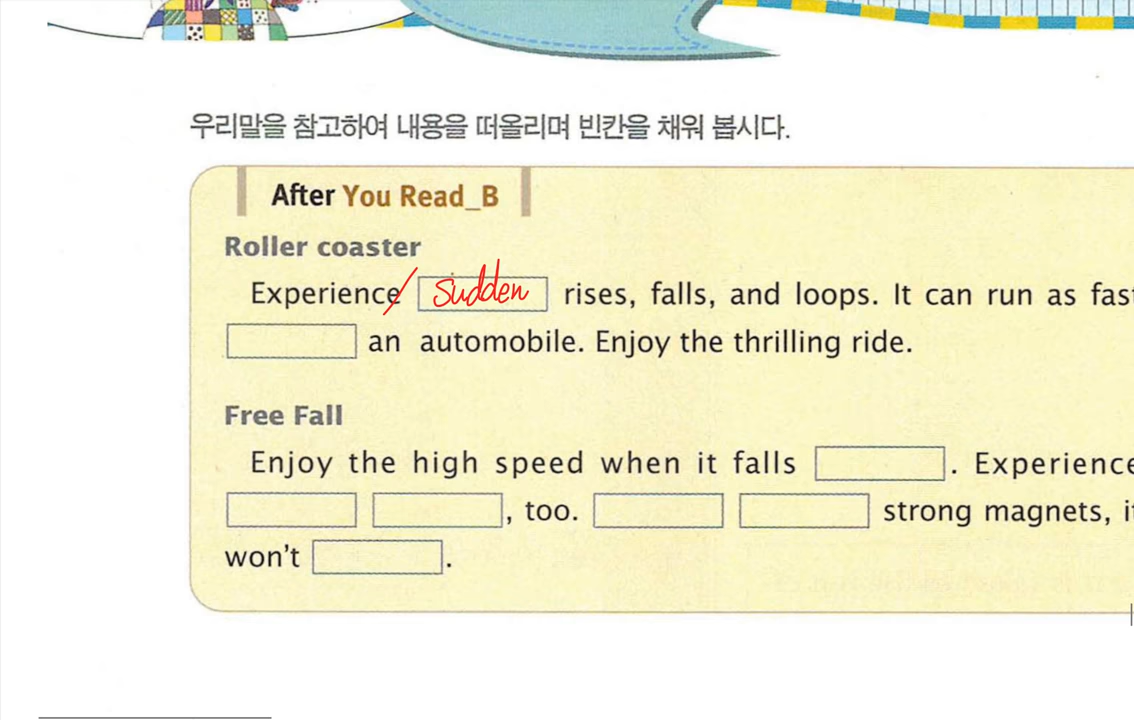 우리말을 참고하여 내용을 떠올리며 빈칸을 채워 봅시다.
After You Read_B
Roller coaster
Experience / Sudden rises, falls, and loops. It can run as fast
an automobile. Enjoy the thrilling ride.
Free Fall
Enjoy the high speed when it falls . Experience
, too. strong magnets, it
won't .